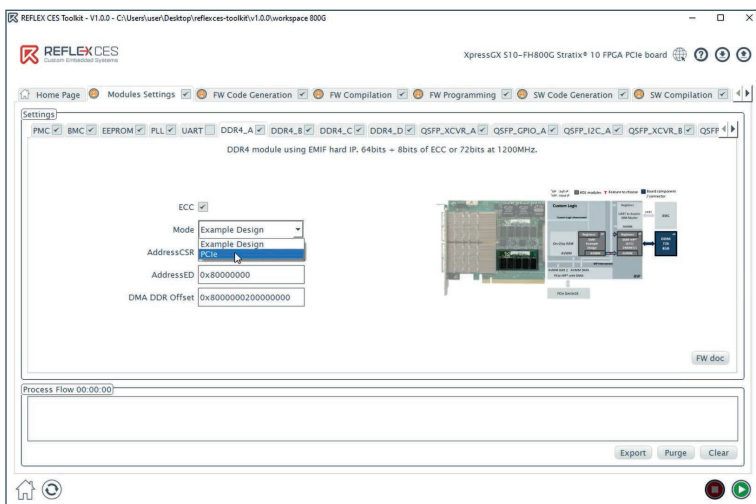 REFLEX CES Toolkit - V1.0.0 - C:\Users\user\Desktop\reflexces-toolkit\v1.0.0\workspace 800G
REFLEX CES
Custom Embedded Systems
XpressGX S10-FH800G Stratix® 10 FPGA PCIe board
Home Page Modules Settings FW Code Generation FW Compilation FW Programming SW Code Generation SW Compilation
Settings
PMC BMC EEPROM PLL UART DDR4_A DDR4_B DDR4_C DDR4_D QSFP_XCVR_A QSFP_GPIO_A QSFP_I2C_A QSFP_XCVR_B QSFP
DDR4 module using EMIF hard IP. 64bits + 8bits of ECC or 72bits at 1200MHz.
ECC
Mode Example Design
Example Design
AddressCSR PCIe
AddressED 0x80000000
DMA DDR Offset 0x8000000200000000
Custom Logic
FW doc
Process Flow 00:00:00
Export Purge Clear